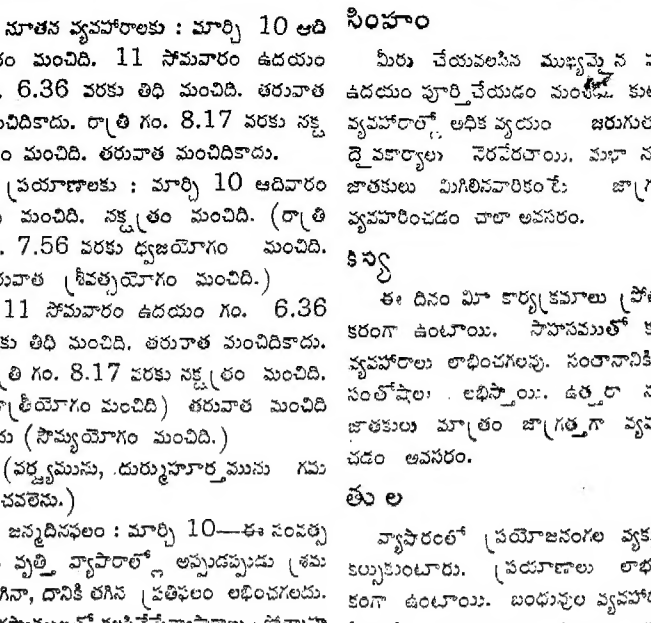 నూతన వ్యవహారాలకు : మార్చి 10 ఆది
మంచిది. 11 సోమవారం ఉదయం
6.36 వరకు తిథి మంచిది. తరువాత
రాత్రి గం. 8.17 వరకు నక్ష
మంచిది. తరువాత మంచిదికాదు.
ప్రయాణాలకు : మార్చి 10 ఆదివారం
మంచిది. నక్షత్రం మంచిది. (రాత్రి
7.56 వరకు ధ్వజయోగం మంచిది.
శ్రీవత్సయోగం మంచిది.)
11 సోమవారం ఉదయం గం. 6.36
తిథి మంచిది. తరువాత మంచిదికాదు.
గం. 8.17 వరకు నక్షత్రం మంచిది.
మంచిది) తరువాత మంచిది
(సౌమ్యయోగం మంచిది.)
(వర్జ్యమును, దుర్ముహూర్తమును గమ
చవలెను.)
జన్మదినఫలం : మార్చి 10—ఈ సంవత్స
వృత్తి వ్యాపారాల్లో అప్పుడప్పుడు శ్రమ
దానికి తగిన ప్రతిఫలం లభించగలదు.
సింహం
మీరు చేయవలసిన ముఖ్యమైన
ఉదయం పూర్తిచేయడం మంచిది. కుటు
వ్యవహారాల్లో అధిక వ్యయం జరుగుతు
దైవకార్యాలు నెరవేరతాయి. మఖా న
జాతకులు మిగిలినవారికంటే జాగ్ర
వ్యవహరించడం చాలా అవసరం.
కన్య
ఈ దినం మీ కార్యక్రమాలు ప్రోత్
కరంగా ఉంటాయి. సాహసముతో క
వ్యవహారాలు లాభించగలవు. సంతానానికి
సంతోషాలు లభిస్తాయి. ఉత్తరా న
జాతకులు మాత్రం జాగ్రత్తగా వ్యవ
చడం అవసరం.
తుల
వ్యాపారంలో ప్రయోజనంగల వ్యక్
కల్సుకుంటారు. ప్రయాణాలు లాభ
కంగా ఉంటాయి. బంధువుల వ్యవహా